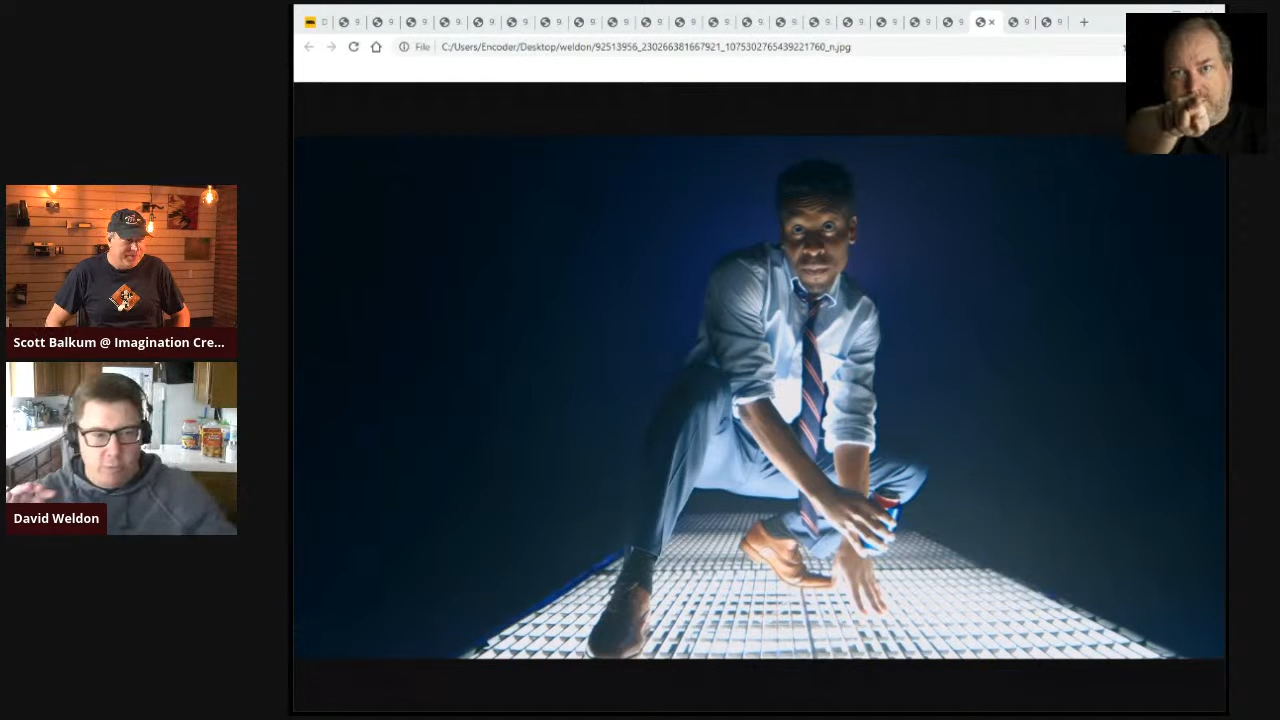 File C:/Users/Encoder/Desktop/weldon/92513956_230266381667921_1075302765439221760_n.jpg
Scott Balkum @ Imagination Cre...
David Weldon